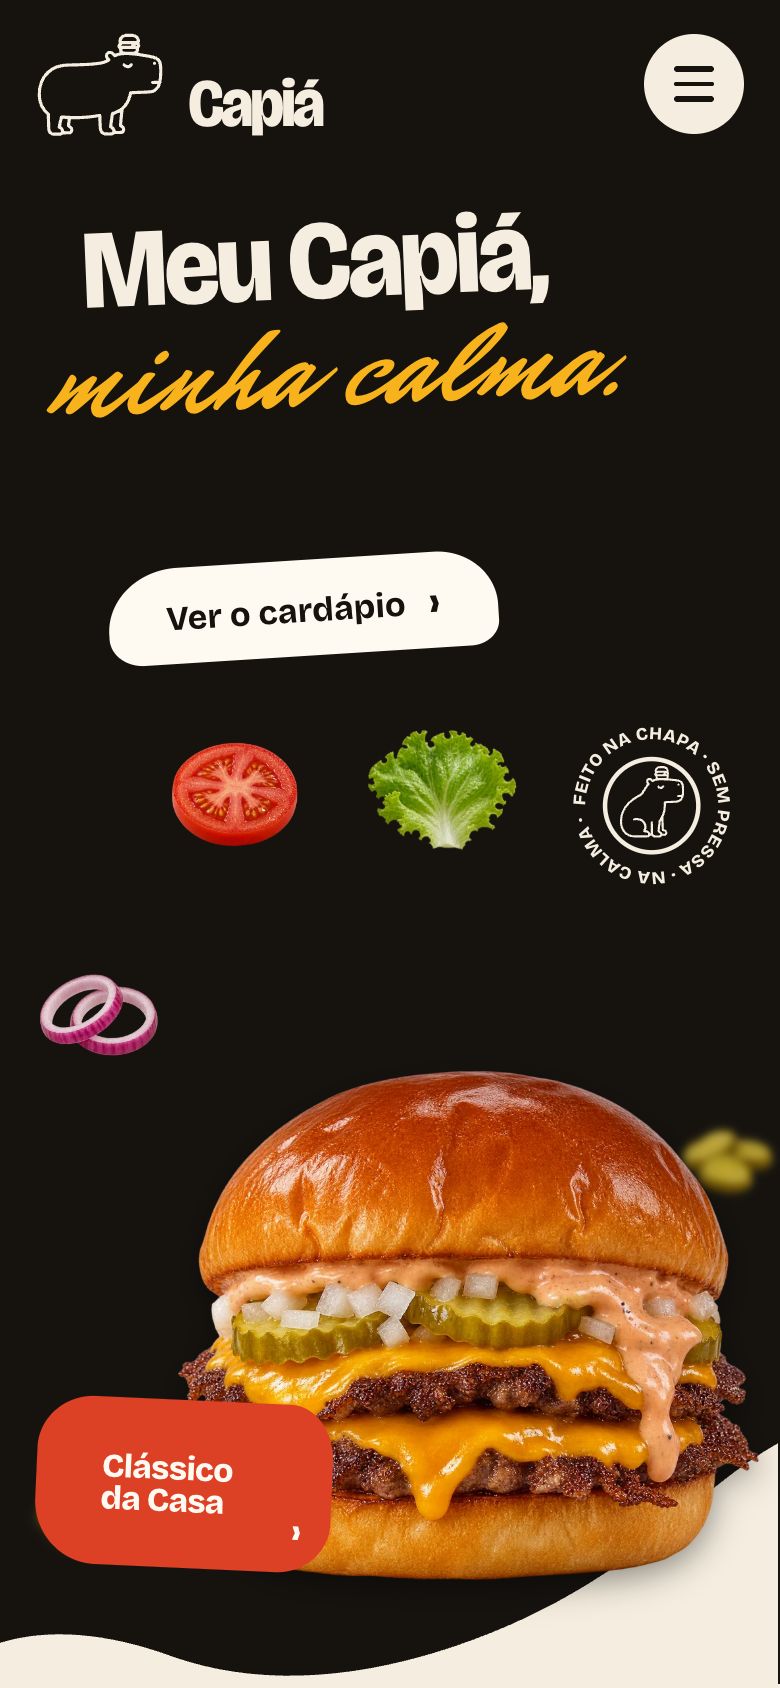 Capiá
Meu Capiá,
minha calma.
Ver o cardápio
FEITO NA CHAPA · SEM PRESSA · NA CALMA ·
Clássico
da Casa